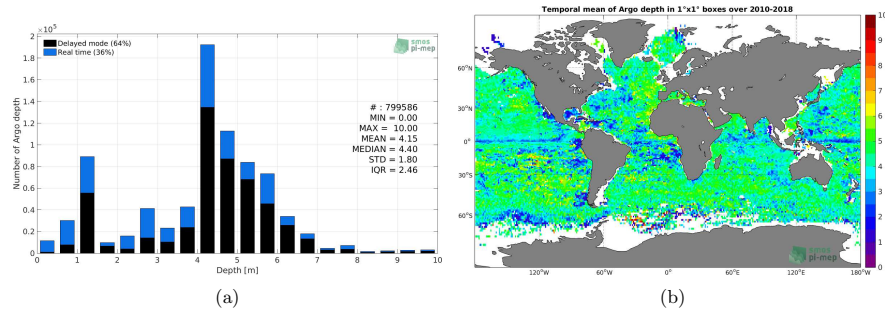 ×10^5
Delayed mode (64%)
Real time (36%)
smos
pi-mep
2
1.8
1.6
1.4
1.2
1
0.8
0.6
0.4
0.2
0
Number of Argo depth
# : 799586
MIN = 0.00
MAX = 10.00
MEAN = 4.15
MEDIAN = 4.40
STD = 1.80
IQR = 2.46
0 1 2 3 4 5 6 7 8 9 10
Depth [m]
(a)
Temporal mean of Argo depth in 1°x1° boxes over 2010-2018
60°N
30°N
0°
30°S
60°S
120°W 60°W 0° 60°E 120°E 180°W
smos
pi-mep
10
9
8
7
6
5
4
3
2
1
0
(b)